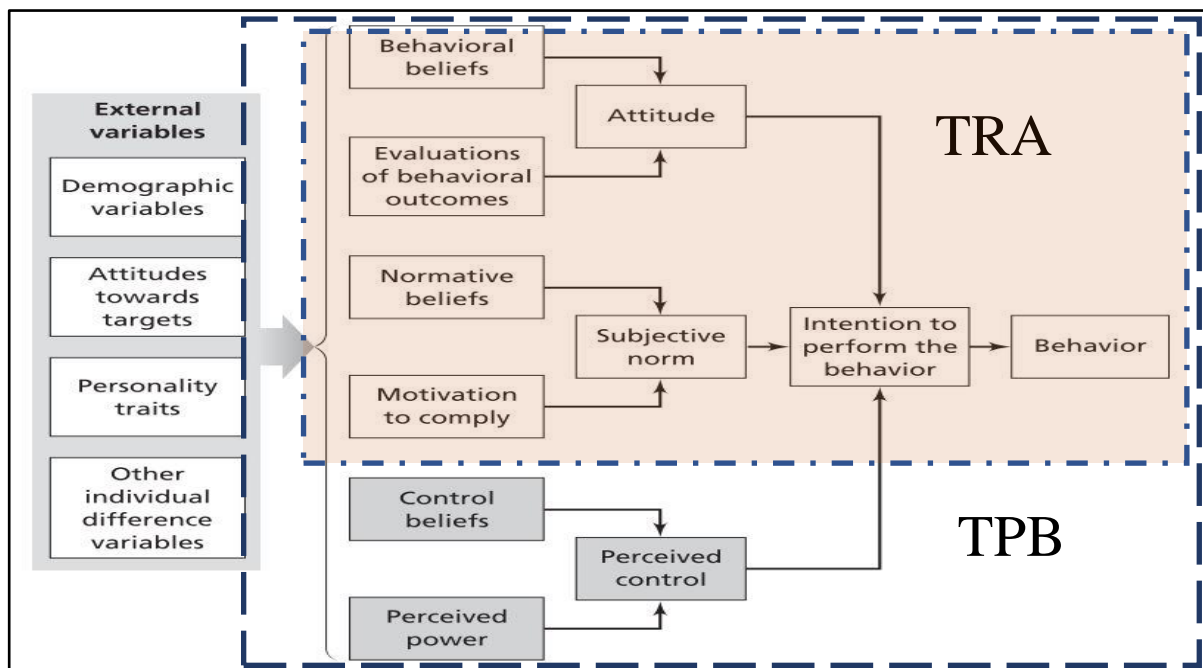 External
variables
Demographic
variables
Attitudes
towards
targets
Personality
traits
Other
individual
difference
variables
Behavioral
beliefs
Evaluations
of behavioral
outcomes
Attitude
Normative
beliefs
Motivation
to comply
Subjective
norm
Intention to
perform the
behavior
Behavior
TRA
Control
beliefs
Perceived
power
Perceived
control
TPB